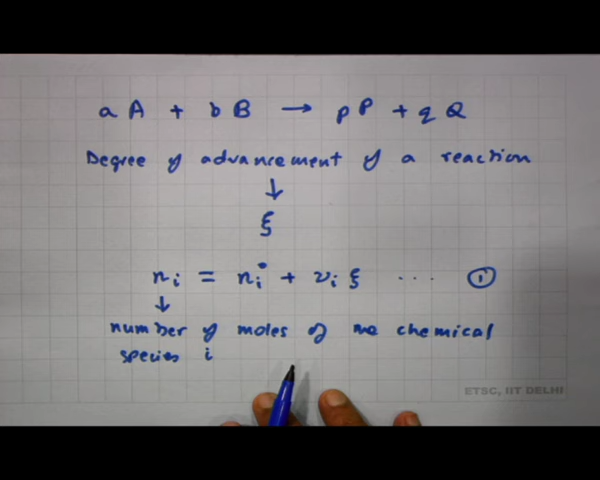 a A + b B → p P + q Q
Degree of advancement of a reaction
↓
ξ
nᵢ = nᵢ° + νᵢ ξ ... ①
↓
number of moles of the chemical
species i
ETSC, IIT DELHI